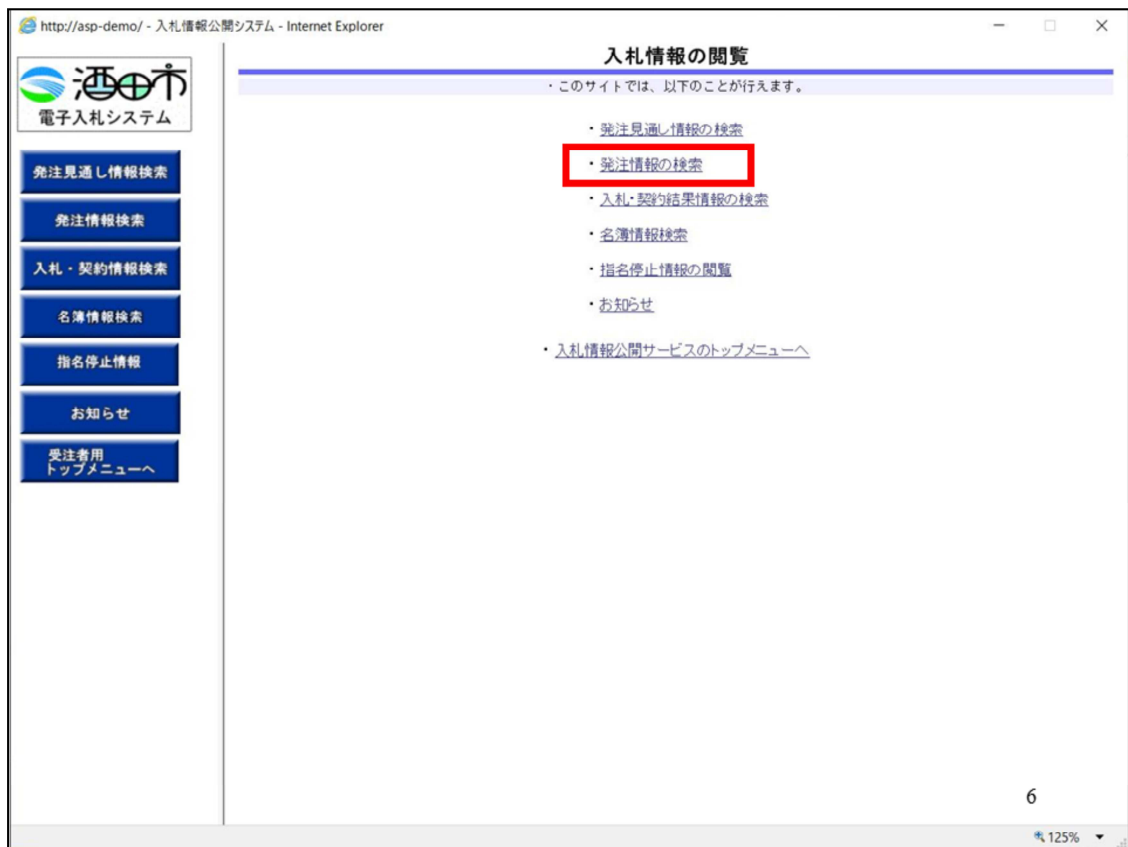 http://asp-demo/ - 入札情報公開システム - Internet Explorer
酒田市
電子入札システム
発注見通し情報検索
発注情報検索
入札・契約情報検索
名簿情報検索
指名停止情報
お知らせ
受注者用
トップメニューへ
入札情報の閲覧
・このサイトでは、以下のことが行えます。
・発注見通し情報の検索
・発注情報の検索
・入札・契約結果情報の検索
・名簿情報検索
・指名停止情報の閲覧
・お知らせ
・入札情報公開サービスのトップメニューへ
6
125%